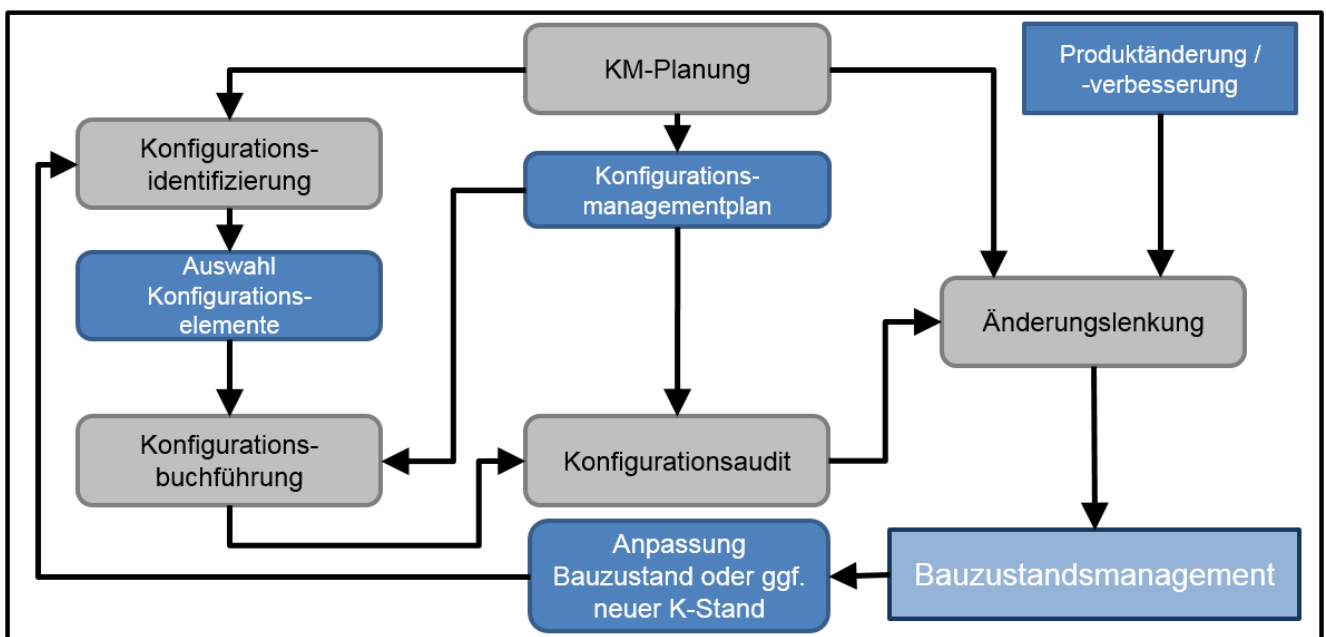 KM-Planung
Produktänderung /
-verbesserung
Konfigurations-
identifizierung
Konfigurations-
managementplan
Auswahl
Konfigurations-
elemente
Änderungslenkung
Konfigurations-
buchführung
Konfigurationsaudit
Anpassung
Bauzustand oder ggf.
neuer K-Stand
Bauzustandsmanagement